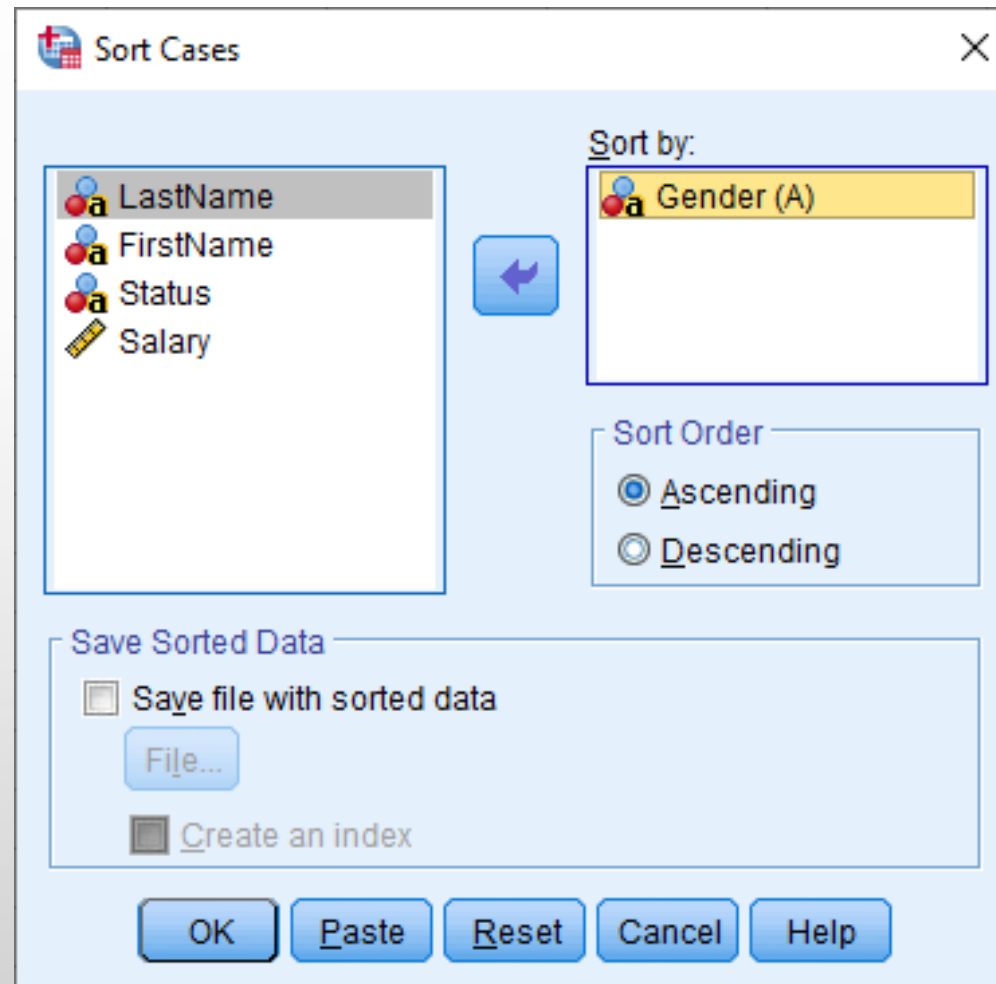 Sort Cases
LastName
FirstName
Status
Salary
Sort by:
Gender (A)
Sort Order
Ascending
Descending
Save Sorted Data
Save file with sorted data
File...
Create an index
OK Paste Reset Cancel Help